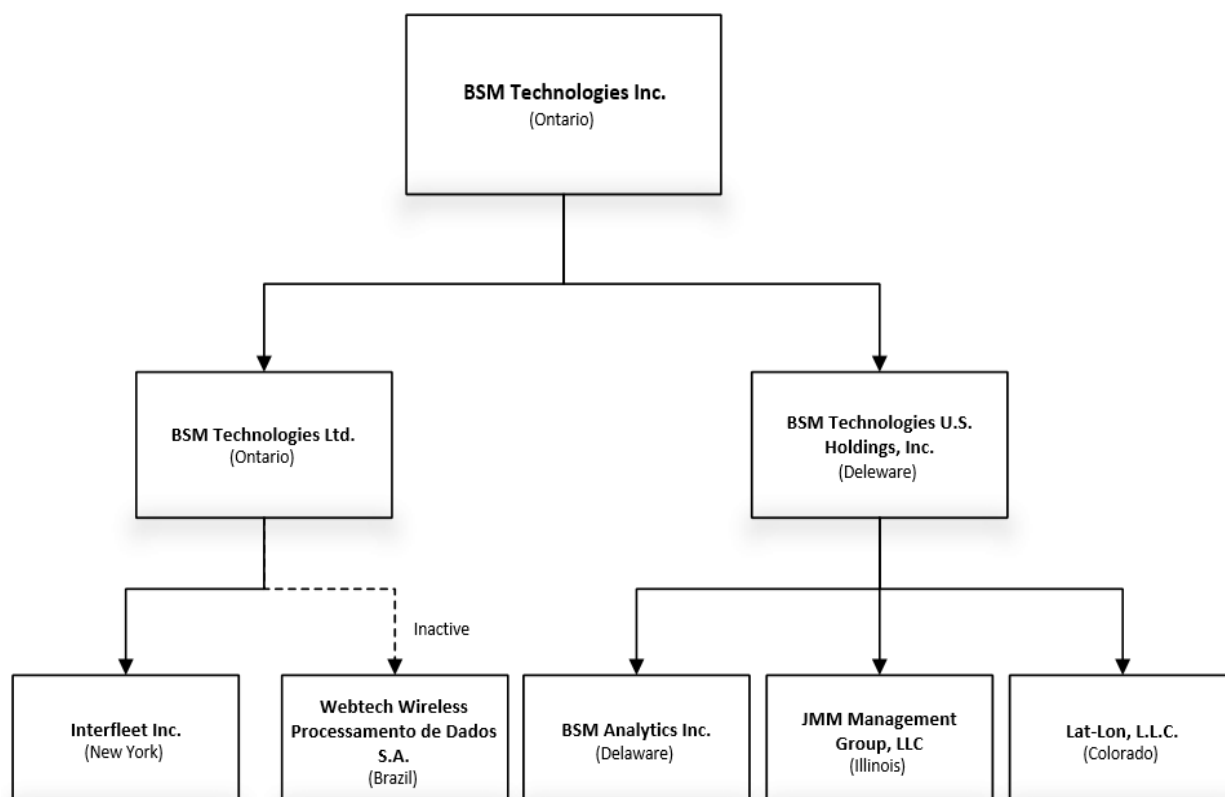 BSM Technologies Inc.
(Ontario)
BSM Technologies Ltd.
(Ontario)
BSM Technologies U.S.
Holdings, Inc.
(Deleware)
Inactive
Interfleet Inc.
(New York)
Webtech Wireless
Processamento de Dados
S.A.
(Brazil)
BSM Analytics Inc.
(Delaware)
JMM Management
Group, LLC
(Illinois)
Lat-Lon, L.L.C.
(Colorado)